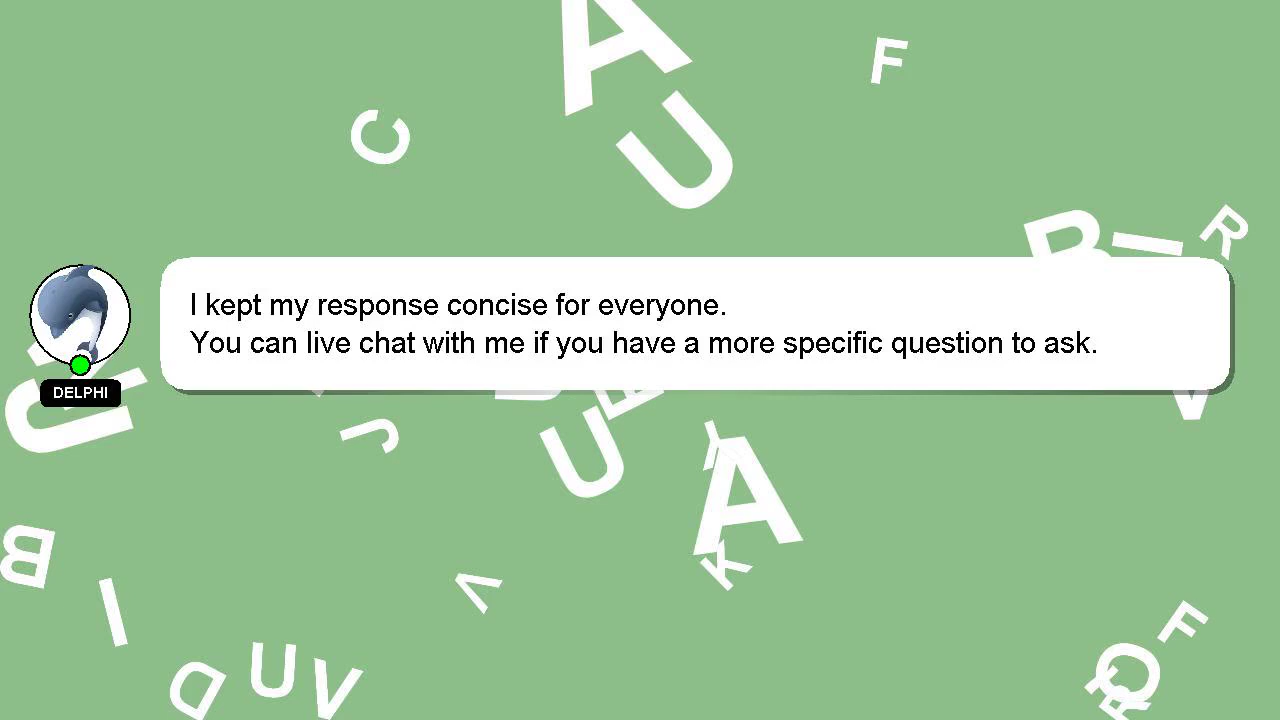 A
F
C
U
R
B
I
I kept my response concise for everyone.
You can live chat with me if you have a more specific question to ask.
DELPHI
V
J
U
E
A
K
B
I
V
F
D
U
V
Q
R